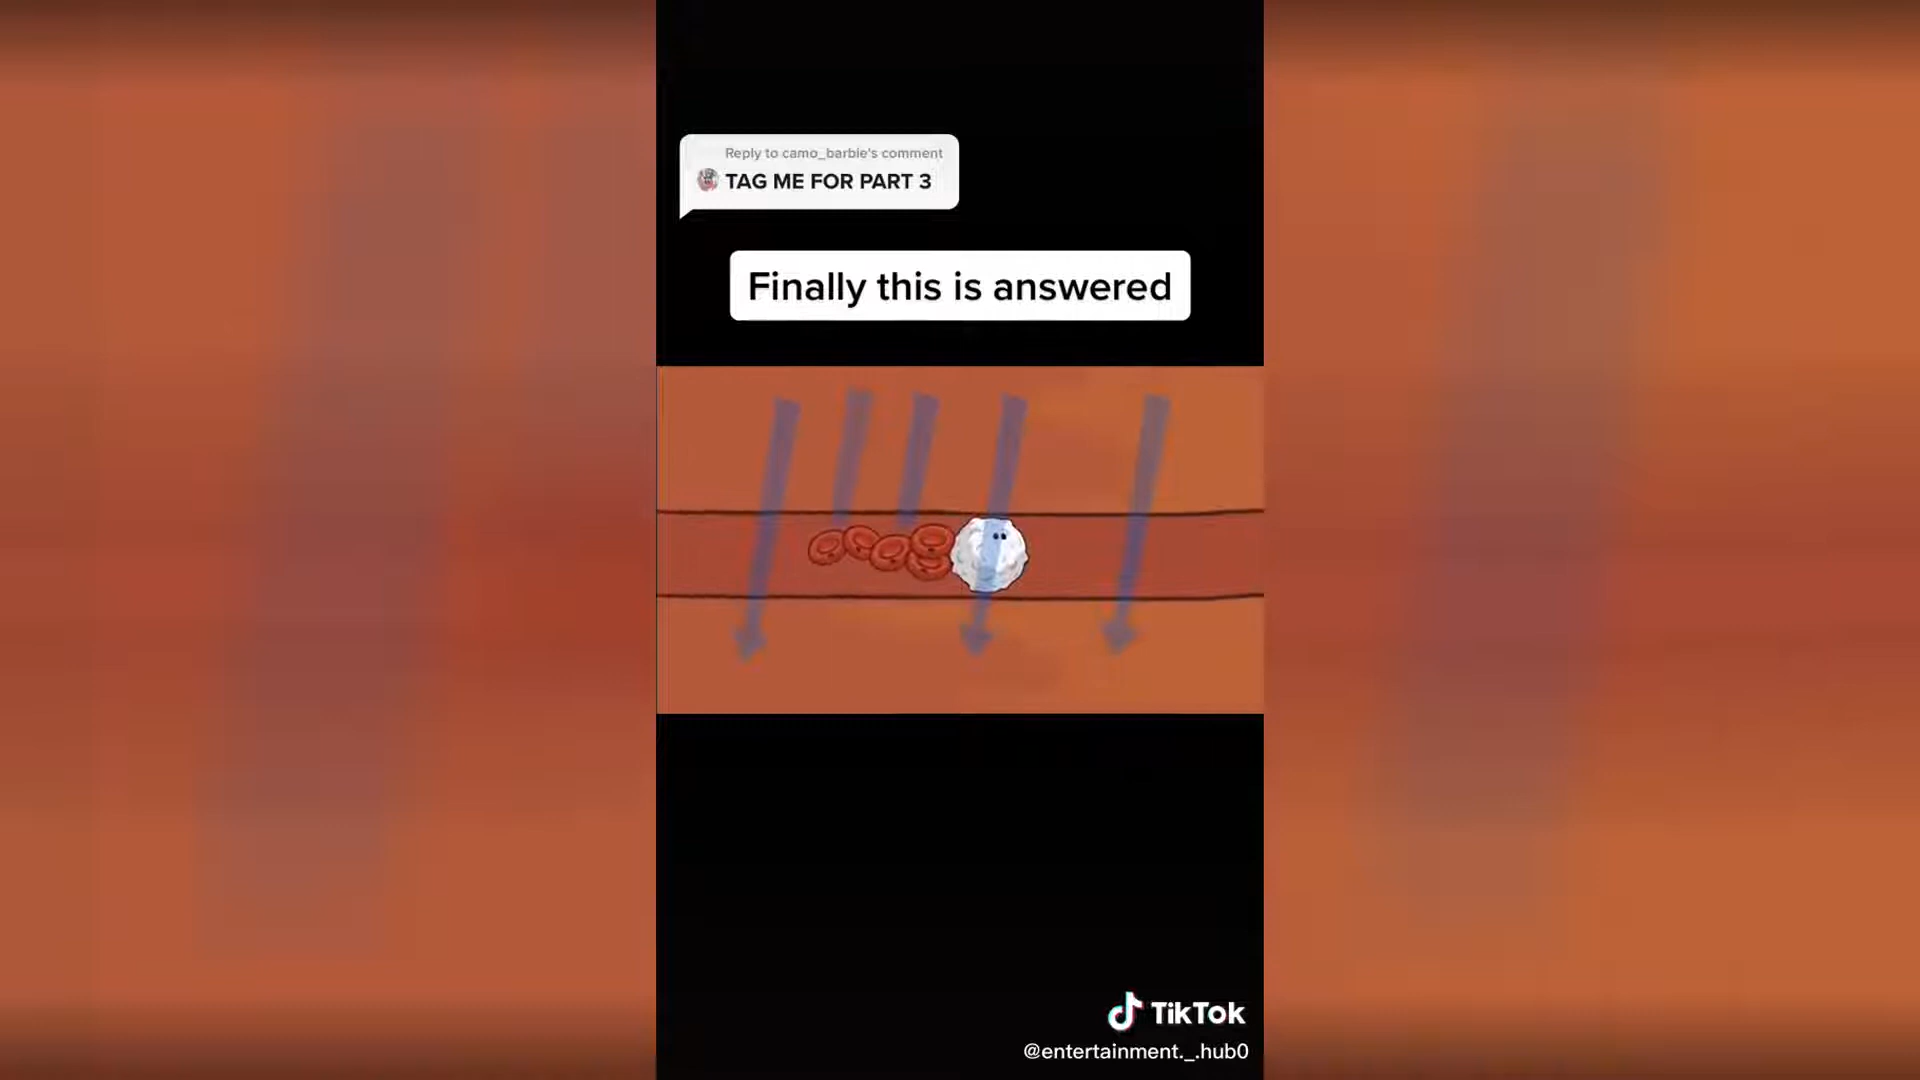 Reply to camo_barbie's comment
TAG ME FOR PART 3
Finally this is answered
TikTok
@entertainment._.hub0